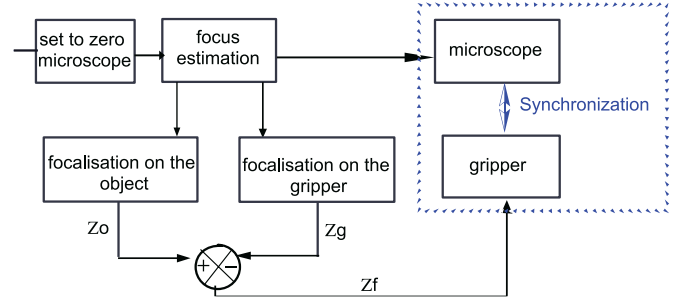 set to zero
microscope
focus
estimation
microscope
Synchronization
focalisation on the
object
focalisation on the
gripper
gripper
Zo
Zg
+
−
Zf